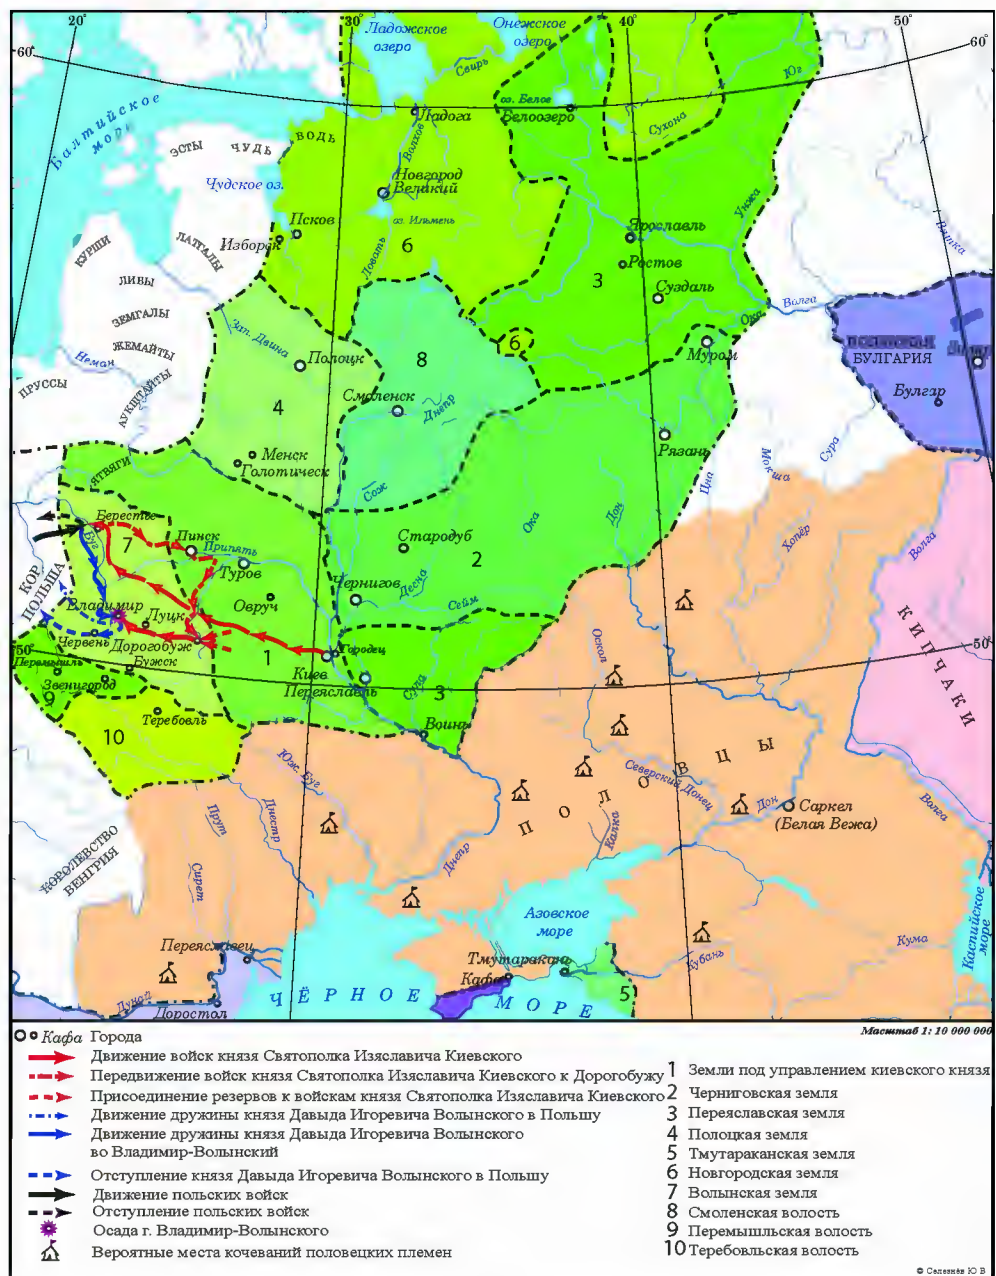 20°
30°
40°
50°
60°
60°
Ладожское
озеро
Онежское
озеро
Свирь
Юг
Балтийское
море
оз. Белое
Белоозеро
Сухона
Ладога
Волхов
ВОДЬ
ЭСТЫ
ЧУДЬ
Чудское оз.
Новгород
Великий
оз. Ильмень
Псков
Изборск
Ловать
6
Ярославль
Унжа
Вятка
3
Ростов
Суздаль
КУРШИ
ЛАТГАЛЫ
ЛИВЫ
ЗЕМГАЛЫ
ЖЕМАЙТЫ
Неман
ПРУССЫ
АУКШТАЙТЫ
Зап. Двина
Полоцк
8
6
Ока
Волга
Муром
БУЛГАРИЯ
Булгар
4
Смоленск
Днепр
Менск
Голотическ
Рязань
Цна
Мокша
Сура
ЯТВЯГИ
Сож
Ока
Дон
Хопёр
Волга
Берестье
7
Буг
Пинск
Припять
Туров
Стародуб
2
КОР.
ПОЛЬША
Владимир
Луцк
Овруч
Чернигов
Десна
Сейм
КИПЧАКИ
Червень
Дорогобуж
1
Городец
Оскол
50°
50°
Перемышль
Бужск
Киев
Переяславль
Сула
3
Звенигород
9
Теребовль
Воинь
10
Юж. Буг
ПОЛОВЦЫ
Северский Донец
Дон
Саркел
(Белая Вежа)
Волга
Прут
Днестр
Калка
Днепр
КОРОЛЕВСТВО
ВЕНГРИЯ
Сирет
Азовское
море
Каспийское
море
Переяславец
Тмутаракань
Кафа
Кубань
Кума
Дунай
Доростол
ЧЁРНОЕ МОРЕ
5
Масштаб 1: 10 000 000
Кафа Города
Движение войск князя Святополка Изяславича Киевского
Передвижение войск князя Святополка Изяславича Киевского к Дорогобужу
Присоединение резервов к войскам князя Святополка Изяславича Киевского
Движение дружины князя Давыда Игоревича Волынского в Польшу
Движение дружины князя Давыда Игоревича Волынского
во Владимир-Волынский
Отступление князя Давыда Игоревича Волынского в Польшу
Движение польских войск
Отступление польских войск
Осада г. Владимир-Волынского
Вероятные места кочеваний половецких племен
1 Земли под управлением киевского князя
2 Черниговская земля
3 Переяславская земля
4 Полоцкая земля
5 Тмутараканская земля
6 Новгородская земля
7 Волынская земля
8 Смоленская волость
9 Перемышльская волость
10 Теребовльская волость
© Селезнёв Ю.В.